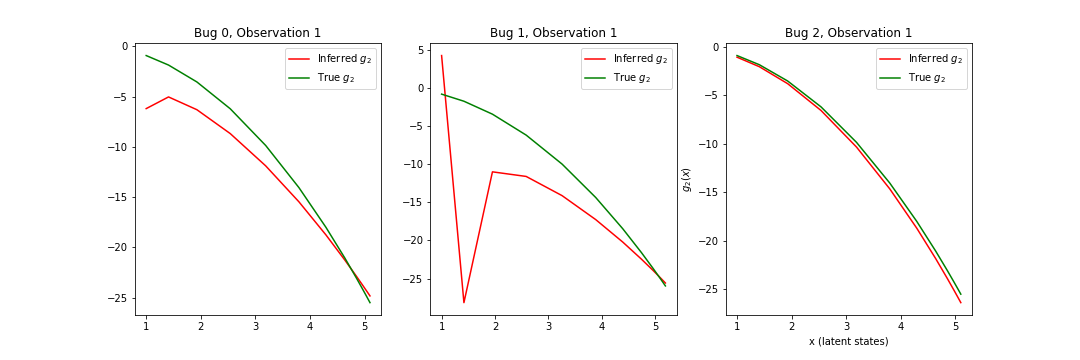 Bug 0, Observation 1
Inferred g₂
True g₂
0
−5
−10
−15
−20
−25
1 2 3 4 5
Bug 1, Observation 1
Inferred g₂
True g₂
5
0
−5
−10
−15
−20
−25
1 2 3 4 5
Bug 2, Observation 1
Inferred g₂
True g₂
g₂(x)
0
−5
−10
−15
−20
−25
1 2 3 4 5
x (latent states)